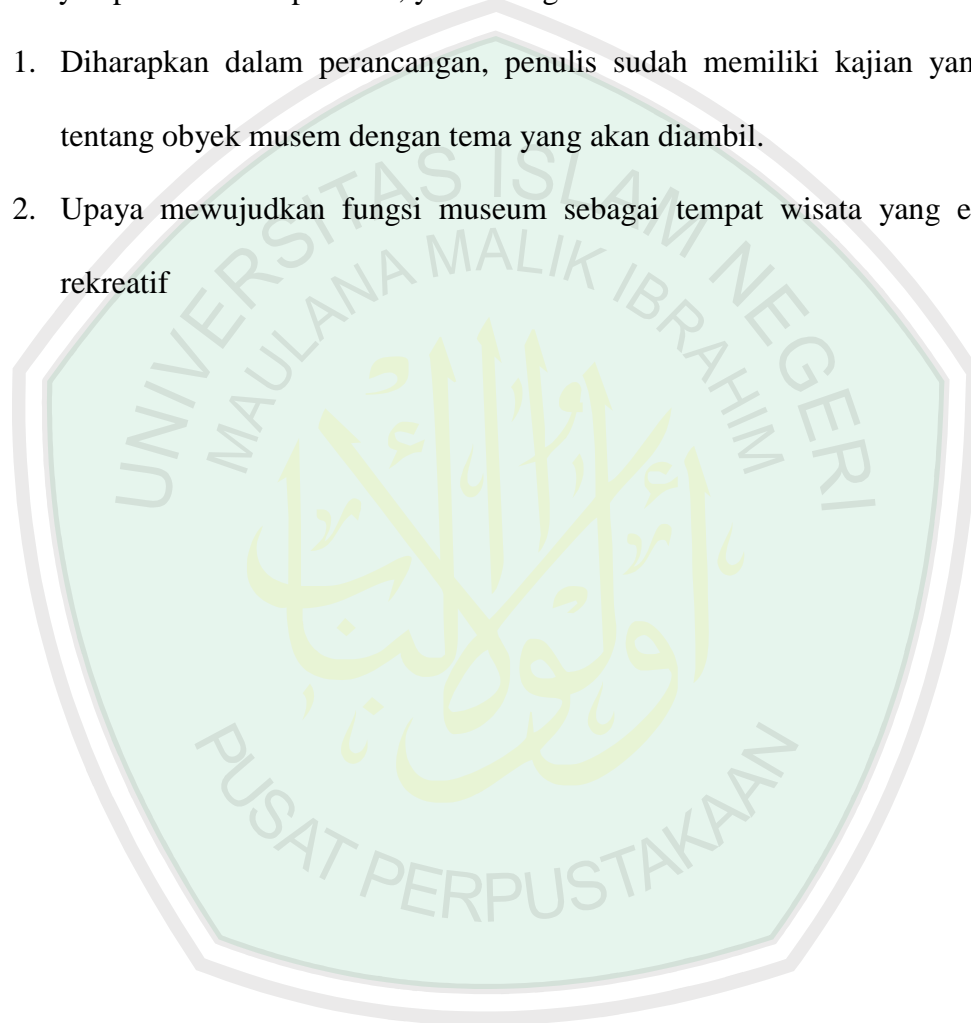 1. Diharapkan dalam perancangan, penulis sudah memiliki kajian
tentang obyek musem dengan tema yang akan diambil.
2. Upaya mewujudkan fungsi museum sebagai tempat wisata yang
rekreatif
UNIVERSITAS ISLAM NEGERI
MAULANA MALIK IBRAHIM
PUSAT PERPUSTAKAAN